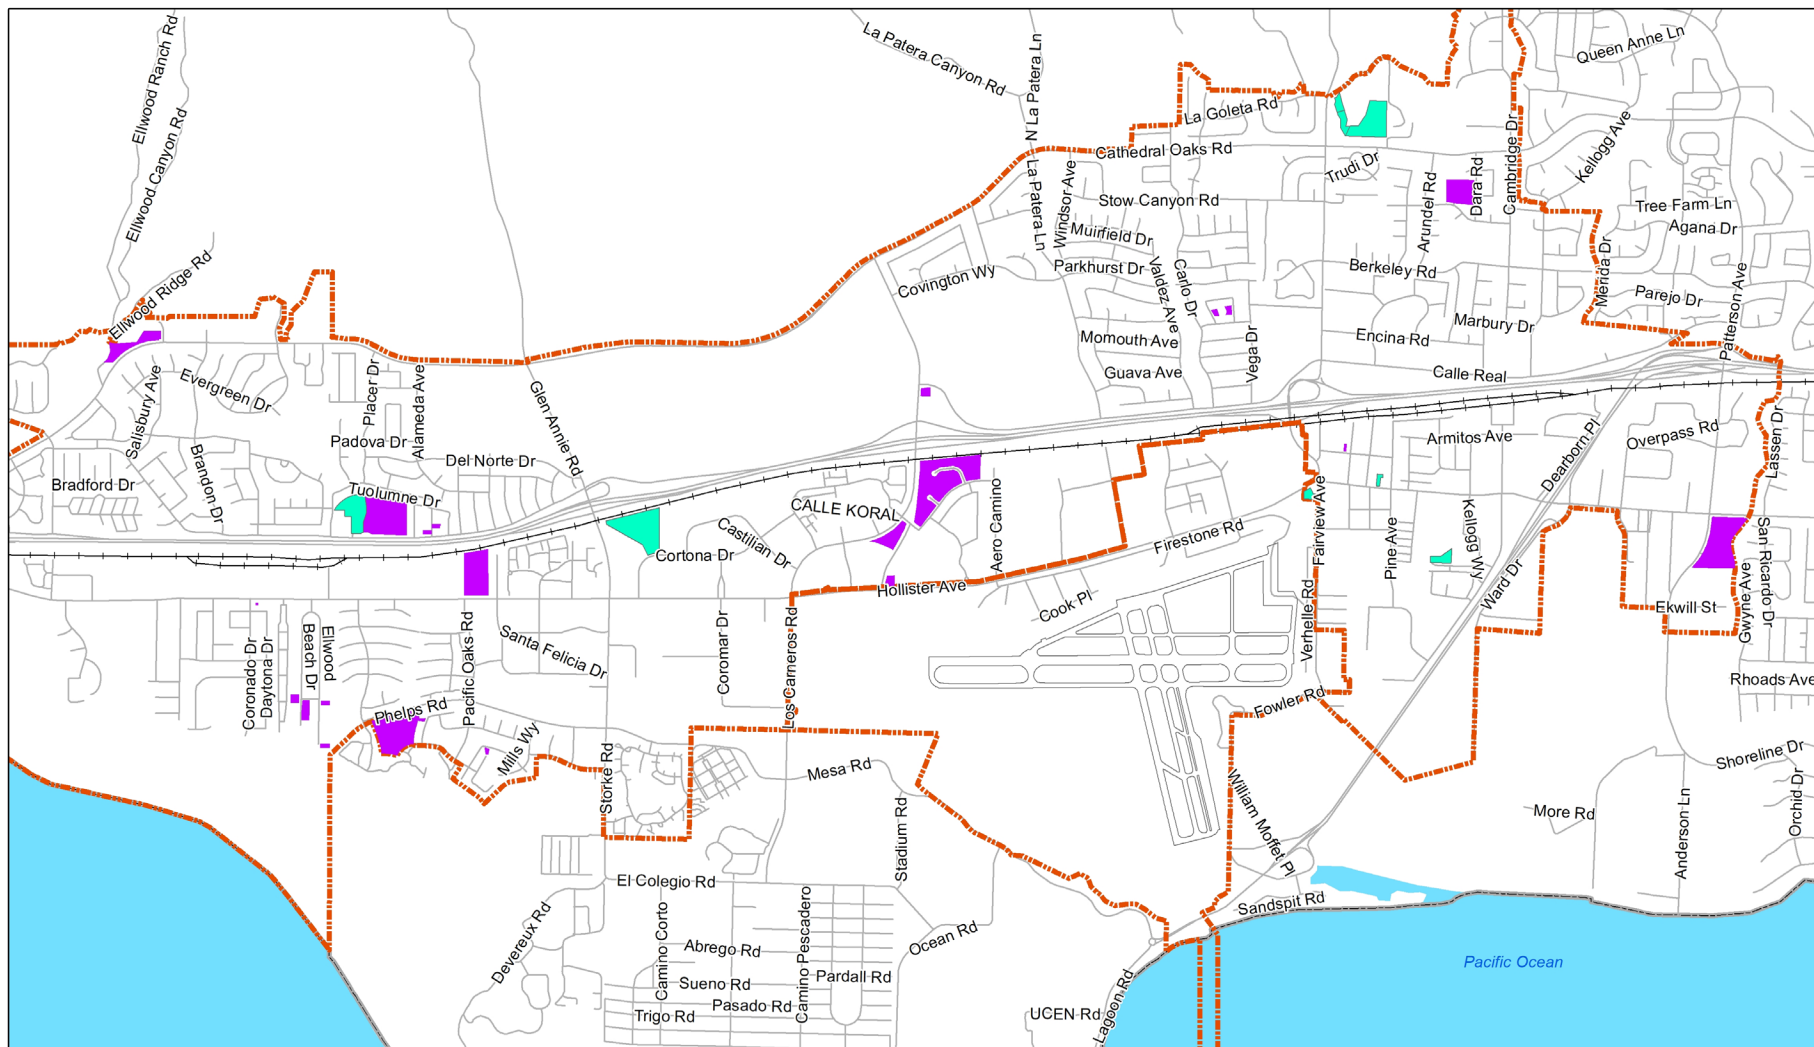 Ellwood Ranch Rd
Ellwood Canyon Rd
Ellwood Ridge Rd
La Patera Canyon Rd
N La Patera Ln
La Patera Ln
Windsor Ave
La Goleta Rd
Cathedral Oaks Rd
Queen Anne Ln
Kellogg Ave
Cambridge Dr
Trudi Dr
Dara Rd
Arundel Rd
Stow Canyon Rd
Tree Farm Ln
Agana Dr
Muirfield Dr
Parkhurst Dr
Valdez Ave
Carlo Dr
Covington Wy
Berkeley Rd
Merida Dr
Parejo Dr
Patterson Ave
Marbury Dr
Encina Rd
Momouth Ave
Guava Ave
Vega Dr
Calle Real
Salisbury Ave
Evergreen Dr
Placer Dr
Alameda Ave
Glen Annie Rd
Padova Dr
Del Norte Dr
Brandon Dr
Bradford Dr
Tuolumne Dr
CALLE KORAL
Castilian Dr
Cortona Dr
Aero Camino
Firestone Rd
Fairview Ave
Armitos Ave
Dearborn Pl
Overpass Rd
Lassen Dr
Kellogg Wy
Pine Ave
Ward Dr
San Ricardo Dr
Gwyne Ave
Ekwill St
Hollister Ave
Cook Pl
Verhelle Rd
Rhoads Ave
Coronado Dr
Daytona Dr
Ellwood
Beach Dr
Pacific Oaks Rd
Santa Felicia Dr
Coromar Dr
Los Carneros Rd
Phelps Rd
Mills Wy
Storke Rd
Mesa Rd
Stadium Rd
Fowler Rd
William Moffet Pl
Shoreline Dr
Orchid Dr
More Rd
Anderson Ln
Sandspit Rd
El Colegio Rd
Devereux Rd
Camino Corto
Camino Pescadero
Abrego Rd
Sueno Rd
Pasado Rd
Trigo Rd
Pardall Rd
Ocean Rd
UCEN Rd
Lagoon Rd
Pacific Ocean